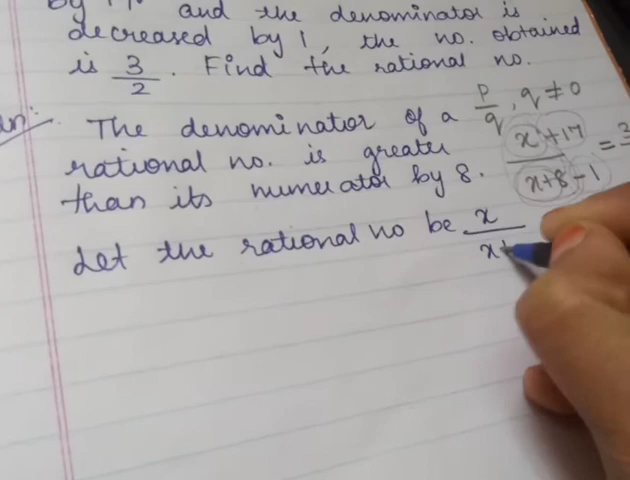 by 17, and the denominator is
decreased by 1, the no. obtained
is 3/2. Find the rational no.
The denominator of a p/q, q ≠ 0
rational no. is greater x+17/x+8-1 = 3
than its numerator by 8.
Let the rational no be x/x+